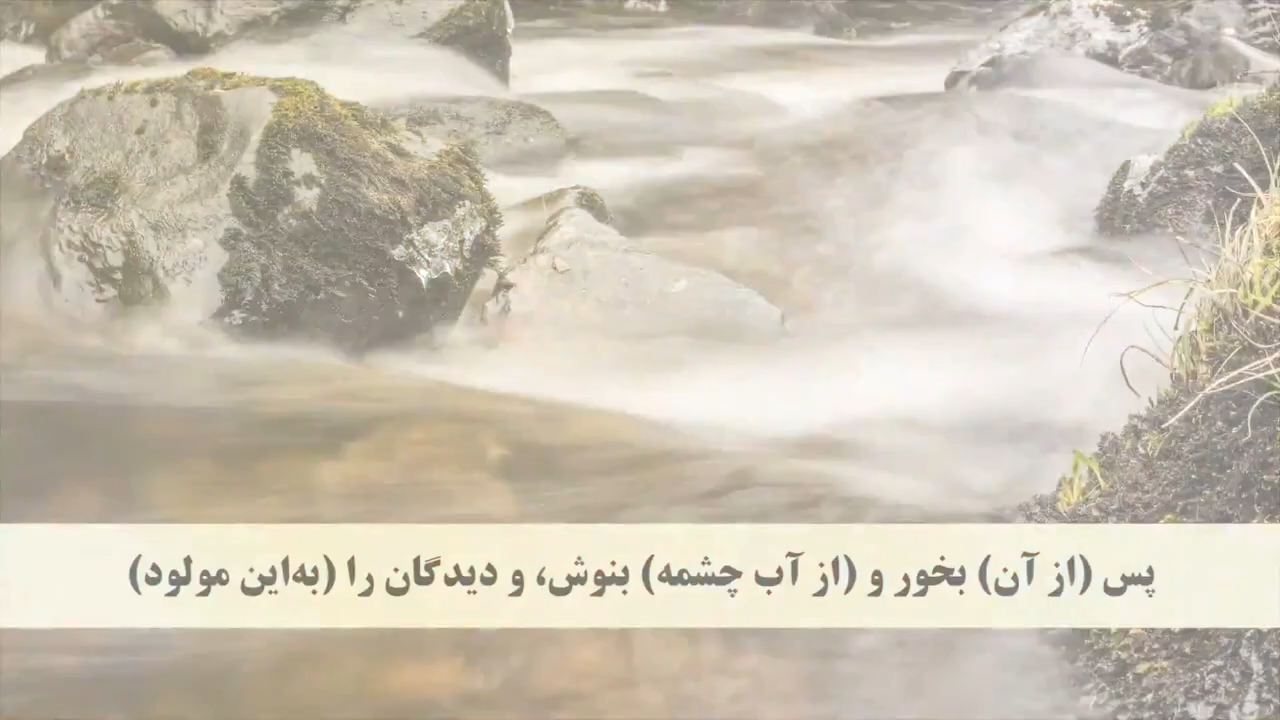 پس (از آن) بخور و (از آب چشمه) بنوش، و دیدگان را (به‌این مولود)